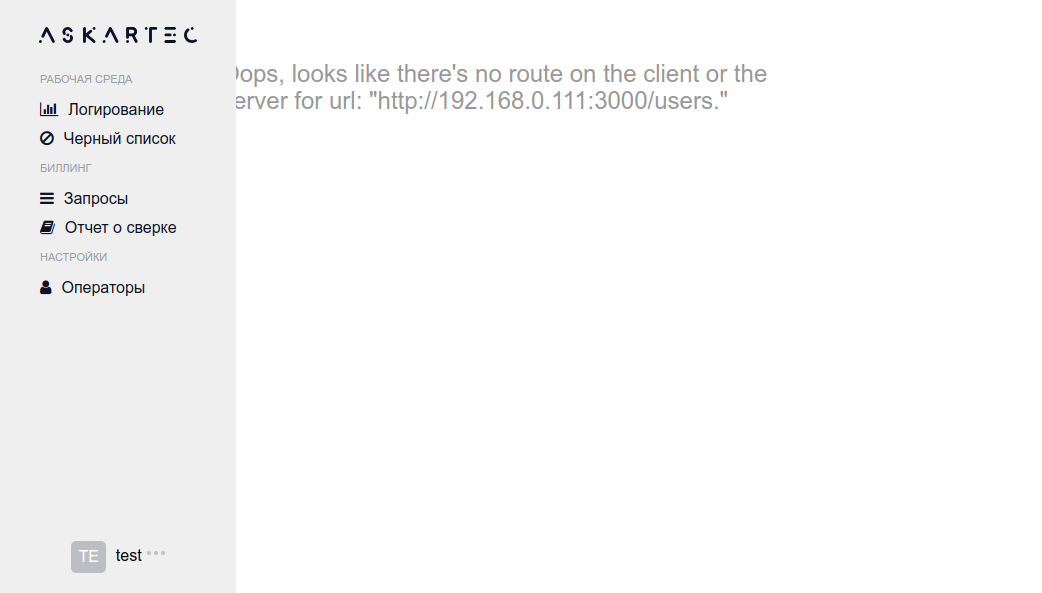 ASKARTEC
РАБОЧАЯ СРЕДА
Логирование
Черный список
БИЛЛИНГ
Запросы
Отчет о сверке
НАСТРОЙКИ
Операторы
TE test
Oops, looks like there's no route on the client or the
erver for url: "http://192.168.0.111:3000/users."